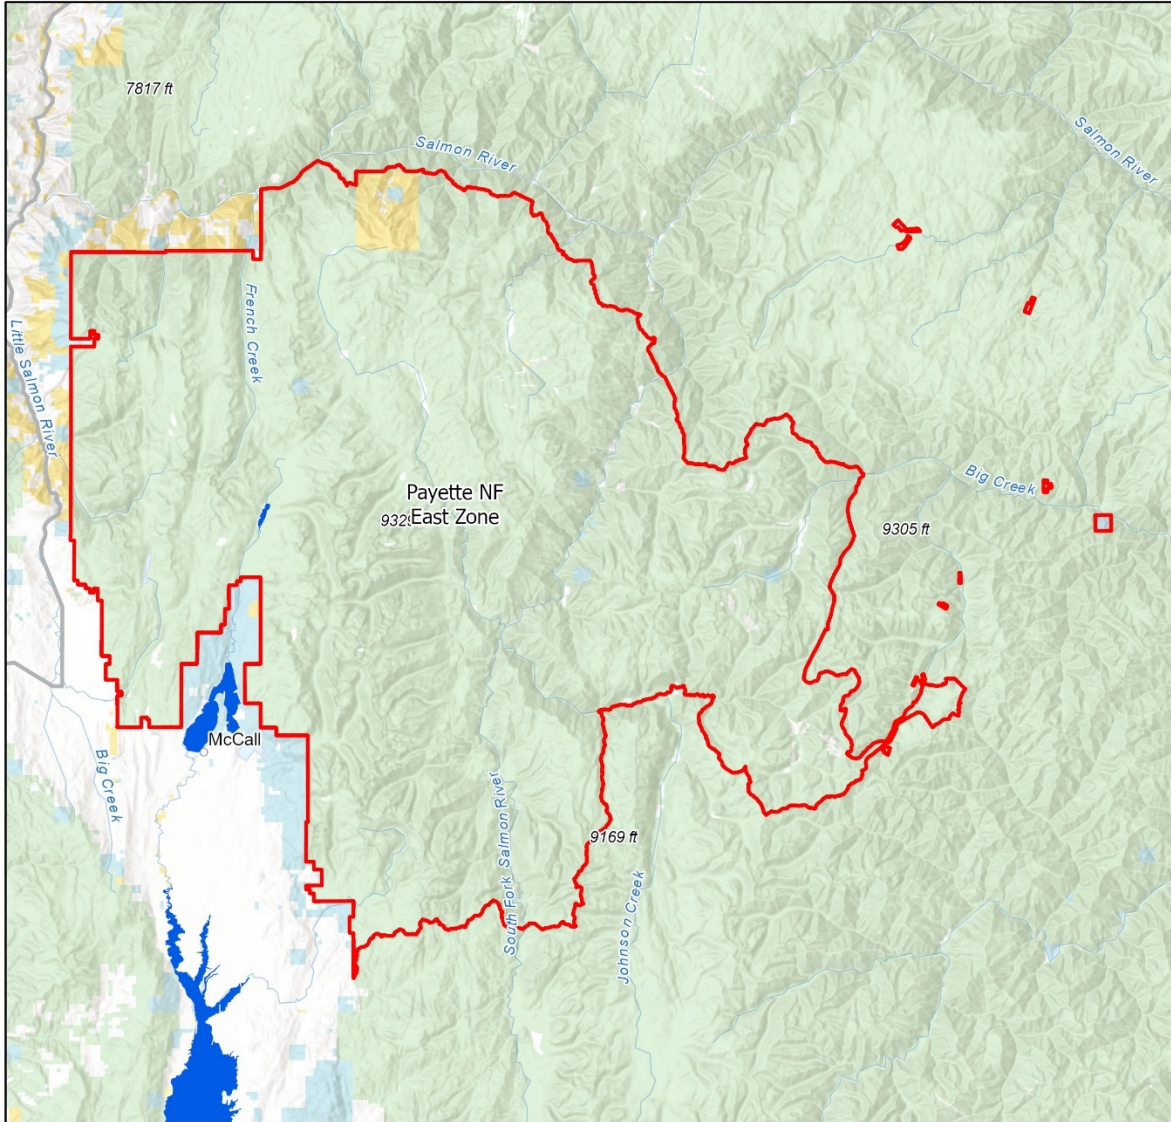 7817 ft
Salmon River
Salmon River
French Creek
Little Salmon River
Payette NF
East Zone
Big Creek
9305 ft
McCall
Big Creek
South Fork Salmon River
9169 ft
Johnson Creek